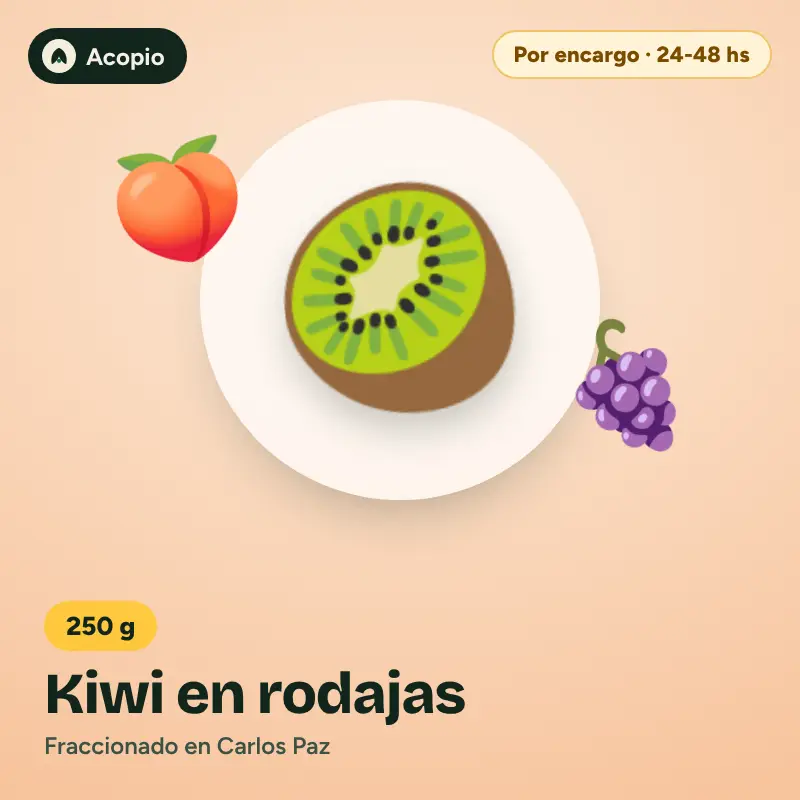 Acopio
Por encargo · 24-48 hs
250 g
Kiwi en rodajas
Fraccionado en Carlos Paz